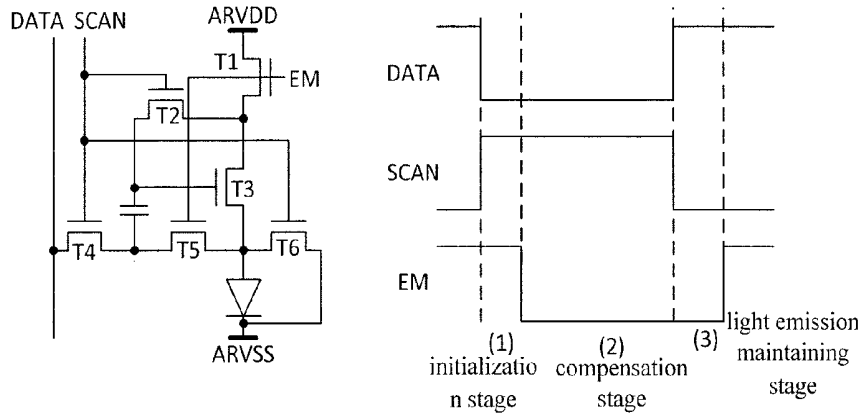 DATA SCAN
ARVDD
T1
EM
T2
T3
T4
T5
T6
ARVSS
DATA
SCAN
EM
(1)
(2)
(3)
initializatio
n stage
compensation
stage
light emission
maintaining
stage